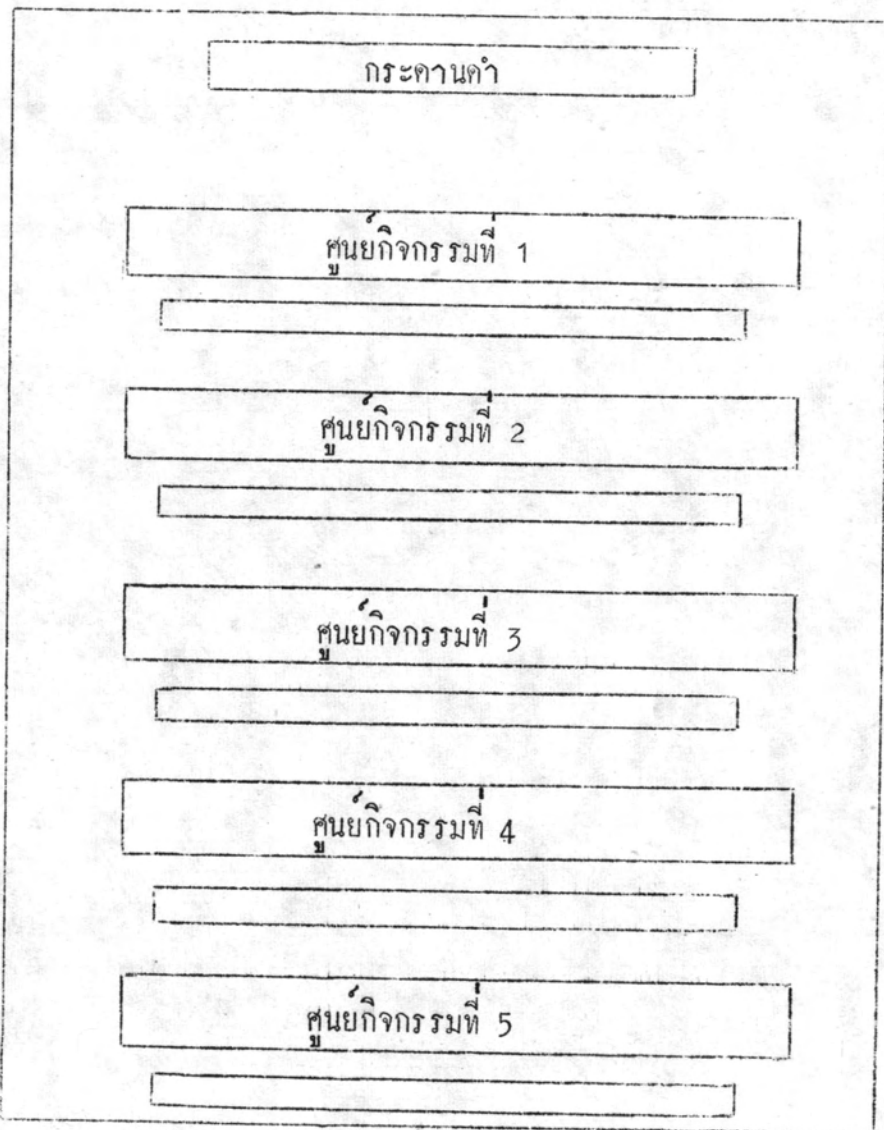 กระดานดำ
ศูนย์กิจกรรมที่ 1
ศูนย์กิจกรรมที่ 2
ศูนย์กิจกรรมที่ 3
ศูนย์กิจกรรมที่ 4
ศูนย์กิจกรรมที่ 5